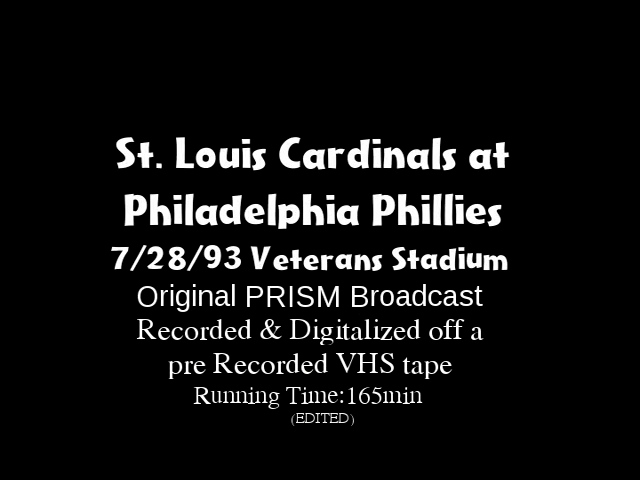 St. Louis Cardinals at
Philadelphia Phillies
7/28/93 Veterans Stadium
Original PRISM Broadcast
Recorded & Digitalized off a
pre Recorded VHS tape
Running Time:165min
(EDITED)